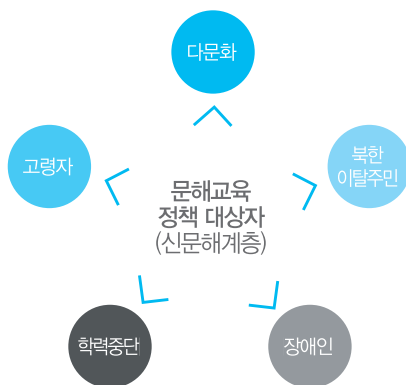 다문화
고령자
북한
이탈주민
문해교육
정책 대상자
(신문해계층)
학력중단
장애인